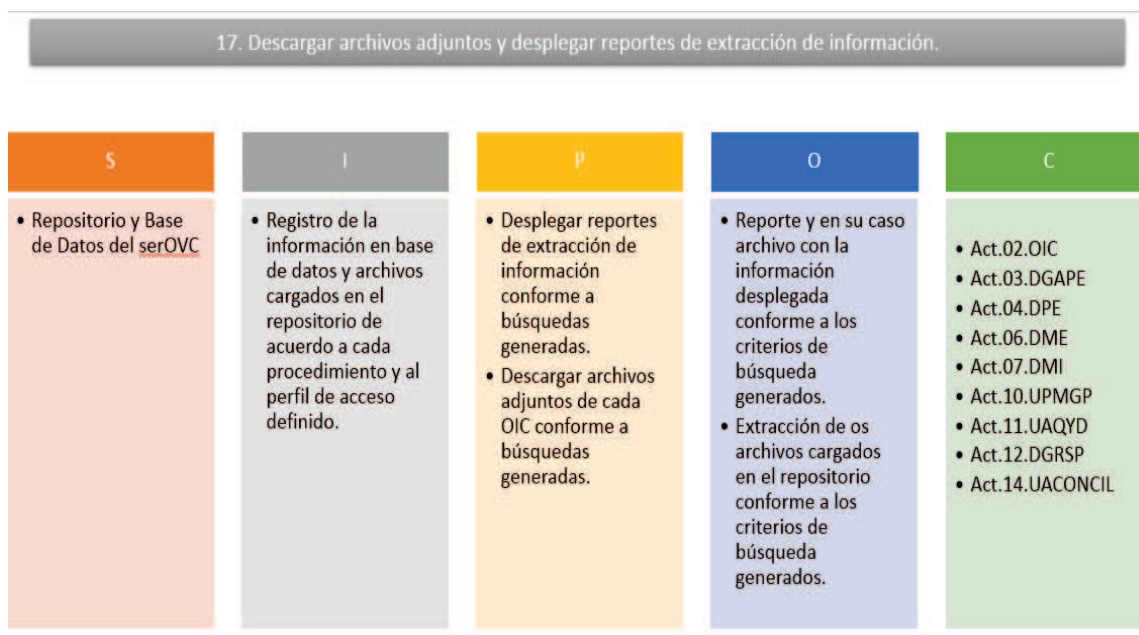 17. Descargar archivos adjuntos y desplegar reportes de extracción de información.
S
• Repositorio y Base
de Datos del serOVC
I
• Registro de la
información en base
de datos y archivos
cargados en el
repositorio de
acuerdo a cada
procedimiento y al
perfil de acceso
definido.
P
• Desplegar reportes
de extracción de
información
conforme a
búsquedas
generadas.
• Descargar archivos
adjuntos de cada
OIC conforme a
búsquedas
generadas.
O
• Reporte y en su caso
archivo con la
información
desplegada
conforme a los
criterios de
búsqueda
generados.
• Extracción de os
archivos cargados
en el repositorio
conforme a los
criterios de
búsqueda
generados.
C
• Act.02.OIC
• Act.03.DGAPE
• Act.04.DPE
• Act.06.DME
• Act.07.DMI
• Act.10.UPMGP
• Act.11.UAQYD
• Act.12.DGRSP
• Act.14.UACONCIL